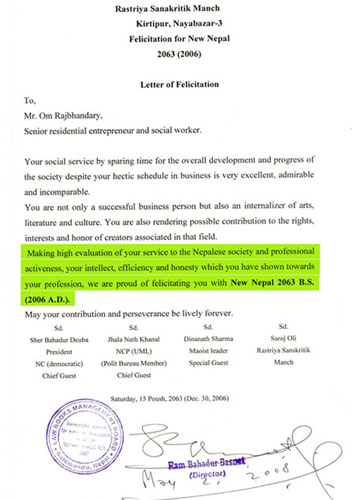 Rastriya Sanakritik Manch
Kirtipur, Nayabazar-3
Felicitation for New Nepal
2063 (2006)
Letter of Felicitation
To,
Mr. Om Rajbhandary,
Senior residential entrepreneur and social worker.
Your social service by sparing time for the overall development and progress of the
society despite your hectic schedule in business is very excellent, admirable
and incomparable.
You are not only a successful business person but also an internalizer of arts,
literature and culture. You are also rendering possible contribution to the rights,
interests and honor of creators associated in that field.
Making high evaluation of your service to the Nepalese society and professional
activeness, your intellect, efficiency and honesty which you have shown towards
your profession, we are proud of felicitating you with New Nepal 2063 B.S.
(2006 A.D.).
May your contribution and perseverance be lively forever.
Sd. Sd. Sd. Sd.
Sher Bahadur Deuba Jhala Nath Khanal Dinanath Sharma Saroj Oli
President NCP (UML) Maoist leader Rastriya Sanskritik
NC (democratic) (Polit Bureau Member) Special Guest Manch
Chief Guest Chief Guest
Saturday, 15 Poush, 2063 (Dec. 30, 2006)
LAW BOOKS MANAGEMENT BOARD
Kathmandu, Nepal
Ram Bahadur Basnet
(Director)
May 2, 2008